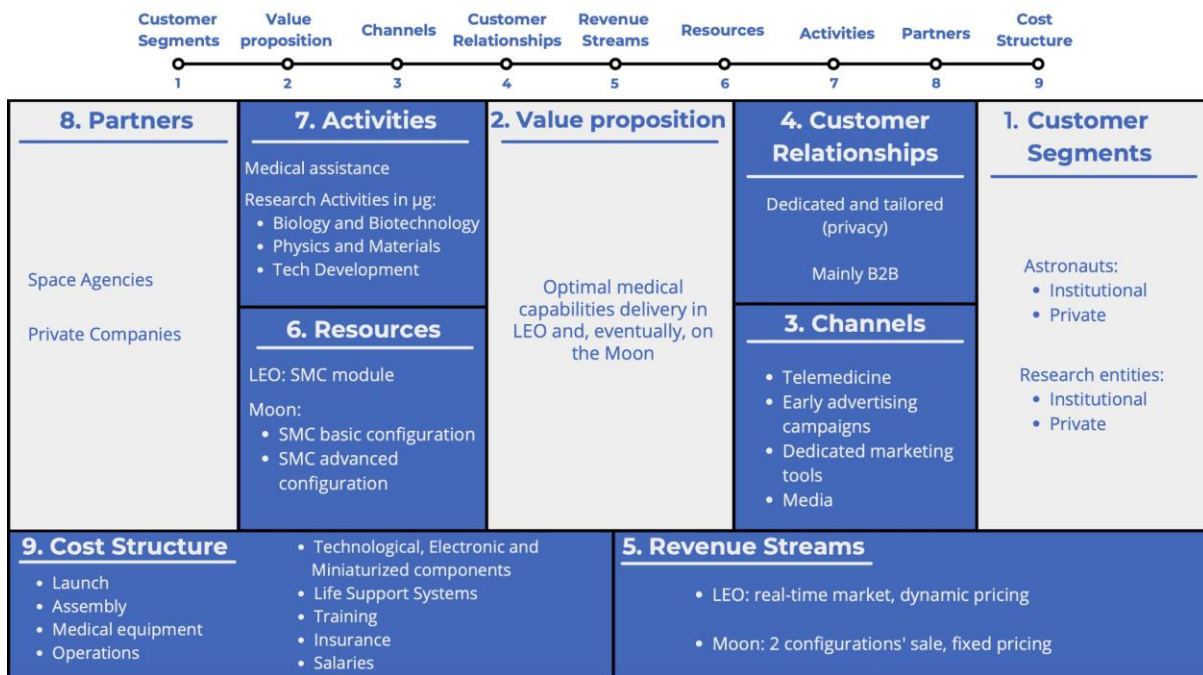 Customer
Segments
Value
proposition
Channels
Customer
Relationships
Revenue
Streams
Resources
Activities
Partners
Cost
Structure
1
2
3
4
5
6
7
8
9
8. Partners
Space Agencies
Private Companies
7. Activities
Medical assistance
Research Activities in µg:
• Biology and Biotechnology
• Physics and Materials
• Tech Development
6. Resources
LEO: SMC module
Moon:
• SMC basic configuration
• SMC advanced
configuration
2. Value proposition
Optimal medical
capabilities delivery in
LEO and, eventually, on
the Moon
4. Customer
Relationships
Dedicated and tailored
(privacy)
Mainly B2B
3. Channels
• Telemedicine
• Early advertising
campaigns
• Dedicated marketing
tools
• Media
1. Customer
Segments
Astronauts:
• Institutional
• Private
Research entities:
• Institutional
• Private
9. Cost Structure
• Launch
• Assembly
• Medical equipment
• Operations
• Technological, Electronic and
Miniaturized components
• Life Support Systems
• Training
• Insurance
• Salaries
5. Revenue Streams
• LEO: real-time market, dynamic pricing
• Moon: 2 configurations' sale, fixed pricing